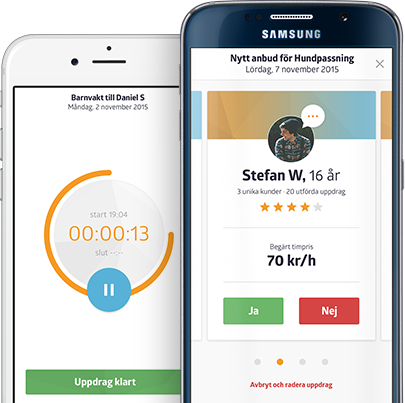 Barnvakt till Daniel S
Måndag, 2 november 2015
start 19:04
00:00:13
slut --:--
Uppdrag klart
SAMSUNG
Nytt anbud för Hundpassning
Lördag, 7 november 2015
Stefan W, 16 år
3 unika kunder · 20 utförda uppdrag
Begärt timpris
70 kr/h
Ja
Nej
Avbryt och radera uppdrag